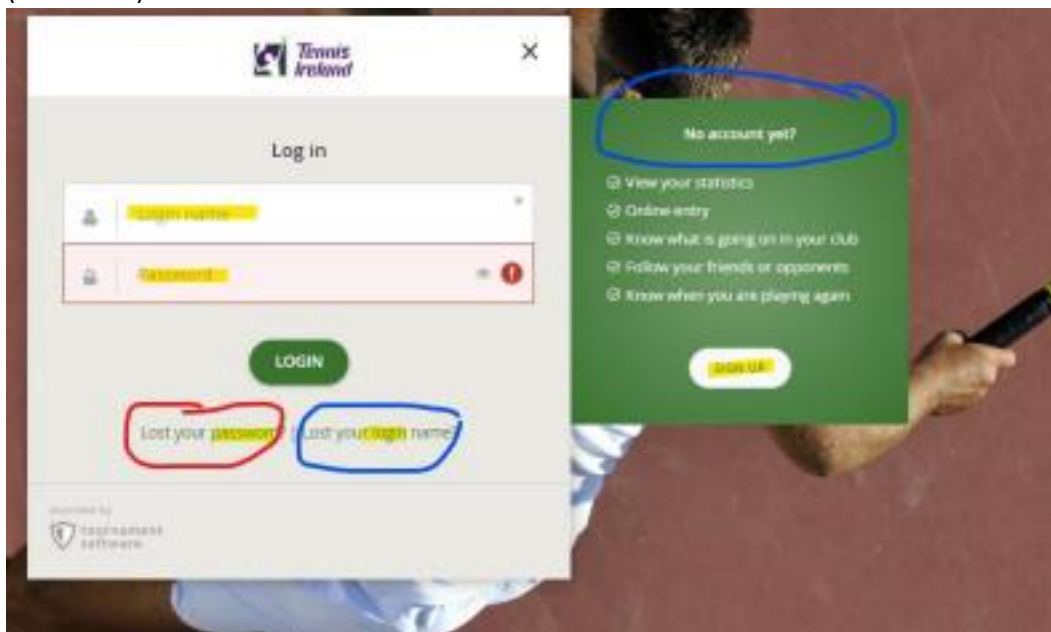 Tennis
Ireland
Log in
Login name
Password
LOGIN
Lost your password? Lost your login name?
provided by
tournament
software
No account yet?
View your statistics
Online entry
Know what is going on in your club
Follow your friends or opponents
Know when you are playing again
SIGN UP